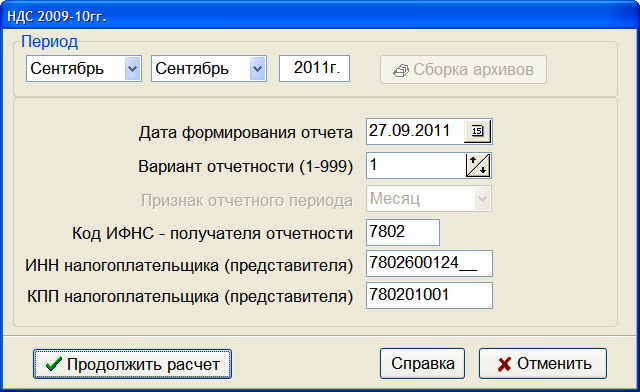 НДС 2009-10гг.
Период
Сентябрь Сентябрь 2011г. Сборка архивов
Дата формирования отчета 27.09.2011 15
Вариант отчетности (1-999) 1
Признак отчетного периода Месяц
Код ИФНС - получателя отчетности 7802
ИНН налогоплательщика (представителя) 7802600124__
КПП налогоплательщика (представителя) 780201001
Продолжить расчет Справка Отменить